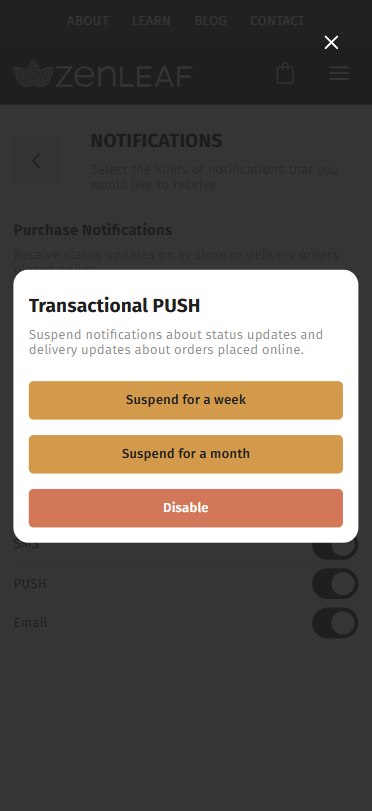 ABOUT LEARN BLOG CONTACT
ZENLEAF
NOTIFICATIONS
Select the kinds of notifications that you
would like to receive.
Purchase Notifications
Receive status updates on in-store or delivery orders
placed online.
Transactional PUSH
Suspend notifications about status updates and
delivery updates about orders placed online.
Suspend for a week
Suspend for a month
Disable
SMS
PUSH
Email